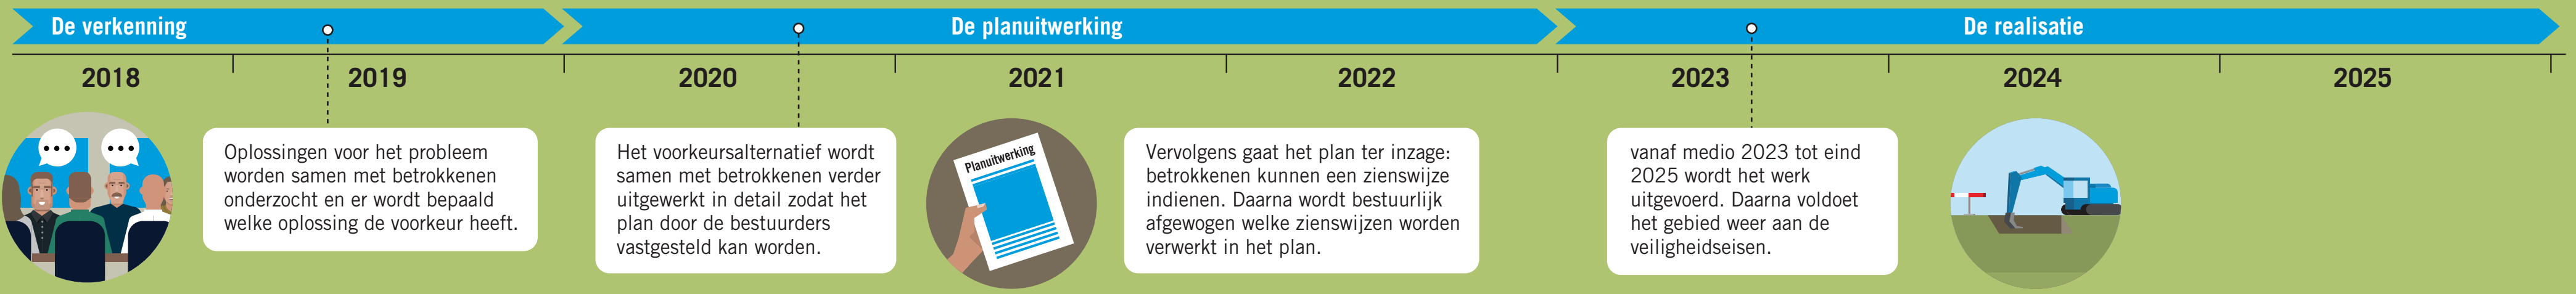 De verkenning
De planuitwerking
De realisatie
2018
2019
2020
2021
2022
2023
2024
2025
Oplossingen voor het probleem
worden samen met betrokkenen
onderzocht en er wordt bepaald
welke oplossing de voorkeur heeft.
Het voorkeursalternatief wordt
samen met betrokkenen verder
uitgewerkt in detail zodat het
plan door de bestuurders
vastgesteld kan worden.
Planuitwerking
Vervolgens gaat het plan ter inzage:
betrokkenen kunnen een zienswijze
indienen. Daarna wordt bestuurlijk
afgewogen welke zienswijzen worden
verwerkt in het plan.
vanaf medio 2023 tot eind
2025 wordt het werk
uitgevoerd. Daarna voldoet
het gebied weer aan de
veiligheidseisen.